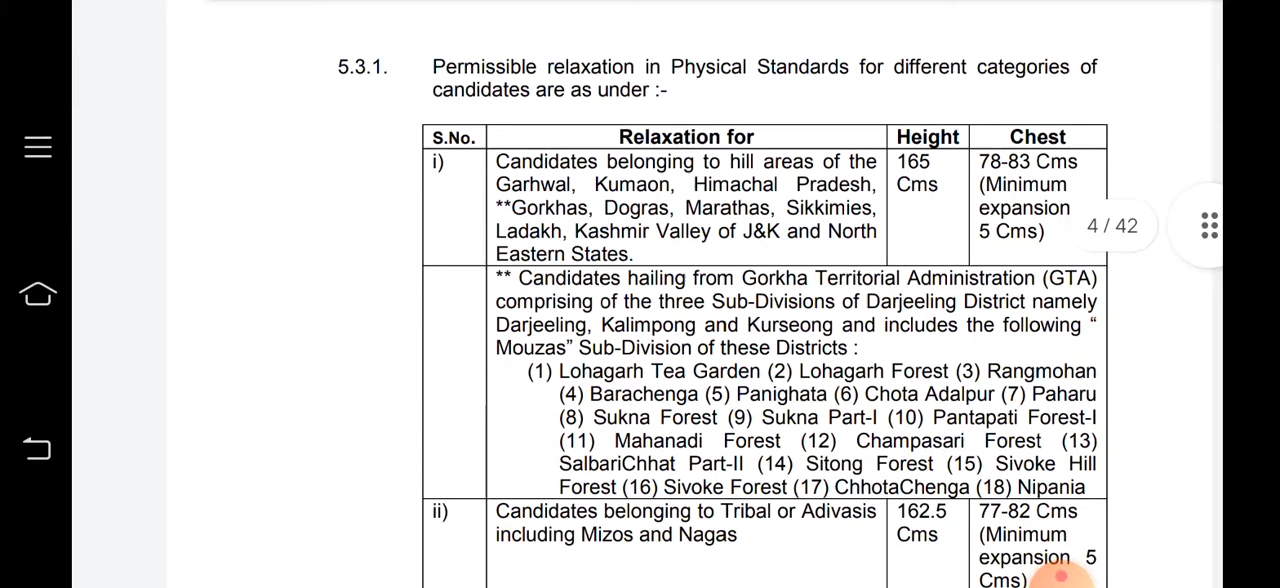 5.3.1. Permissible relaxation in Physical Standards for different categories of
candidates are as under :-
S.No. Relaxation for Height Chest
i) Candidates belonging to hill areas of the 165 78-83 Cms
Garhwal, Kumaon, Himachal Pradesh, Cms (Minimum
**Gorkhas, Dogras, Marathas, Sikkimies, expansion
Ladakh, Kashmir Valley of J&K and North 5 Cms)
Eastern States.
4 / 42
** Candidates hailing from Gorkha Territorial Administration (GTA)
comprising of the three Sub-Divisions of Darjeeling District namely
Darjeeling, Kalimpong and Kurseong and includes the following “
Mouzas” Sub-Division of these Districts :
(1) Lohagarh Tea Garden (2) Lohagarh Forest (3) Rangmohan
(4) Barachenga (5) Panighata (6) Chota Adalpur (7) Paharu
(8) Sukna Forest (9) Sukna Part-I (10) Pantapati Forest-I
(11) Mahanadi Forest (12) Champasari Forest (13)
SalbariChhat Part-II (14) Sitong Forest (15) Sivoke Hill
Forest (16) Sivoke Forest (17) ChhotaChenga (18) Nipania
ii) Candidates belonging to Tribal or Adivasis 162.5 77-82 Cms
including Mizos and Nagas Cms (Minimum
expansion 5
Cms)